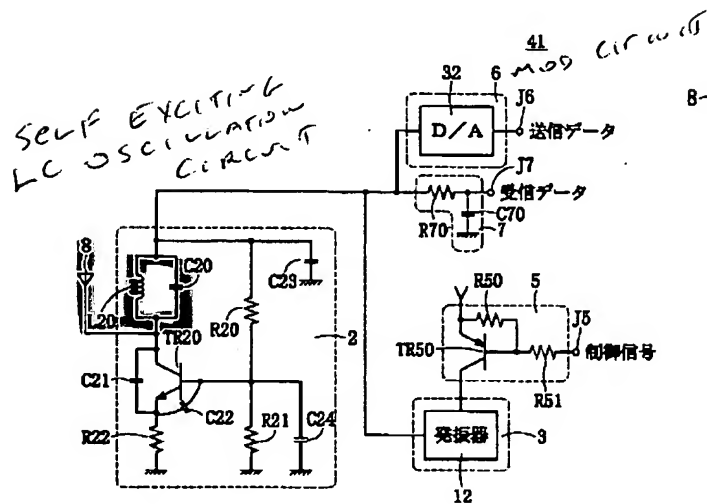 41
MOD CIRCUIT
32
6
J6
8
SELF EXCITING
LC OSCILLATION
CIRCUIT
D/A
送信データ
J7
受信データ
R70
C70
7
8
C20
C23
L20
R20
2
R50
5
J5
TR20
TR50
制御信号
C21
R51
C22
R21
C24
R22
発振器
3
12